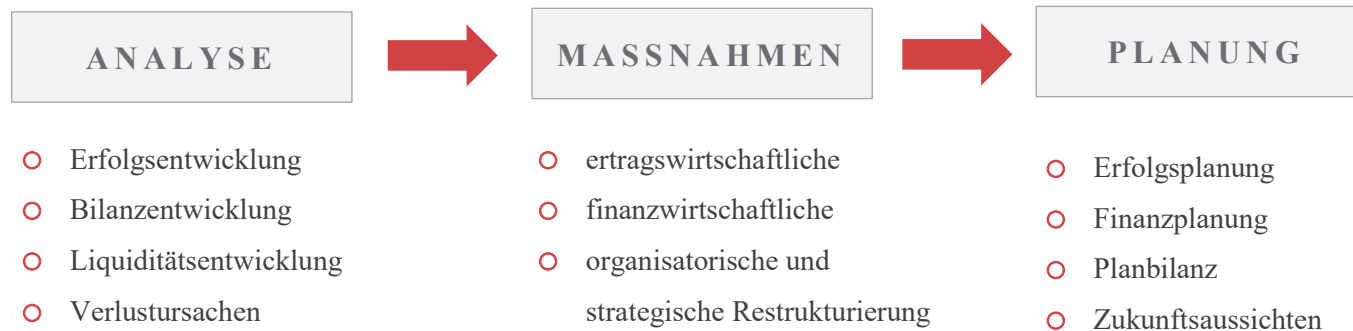 ANALYSE
MASSNAHMEN
PLANUNG
Erfolgsentwicklung
Bilanzentwicklung
Liquiditätsentwicklung
Verlustursachen
ertragswirtschaftliche
finanzwirtschaftliche
organisatorische und
strategische Restrukturierung
Erfolgsplanung
Finanzplanung
Planbilanz
Zukunftsaussichten